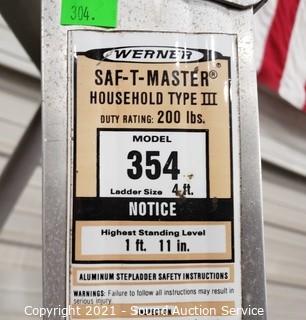 304.
WERNER
SAF-T-MASTER®
HOUSEHOLD TYPE III
DUTY RATING: 200 lbs.
MODEL
354
Ladder Size 4 ft.
NOTICE
Highest Standing Level
1 ft. 11 in.
ALUMINUM STEPLADDER SAFETY INSTRUCTIONS
WARNINGS: Failure to follow all instructions may result in
serious injury.
Copyright 2021 - Sound Auction Service